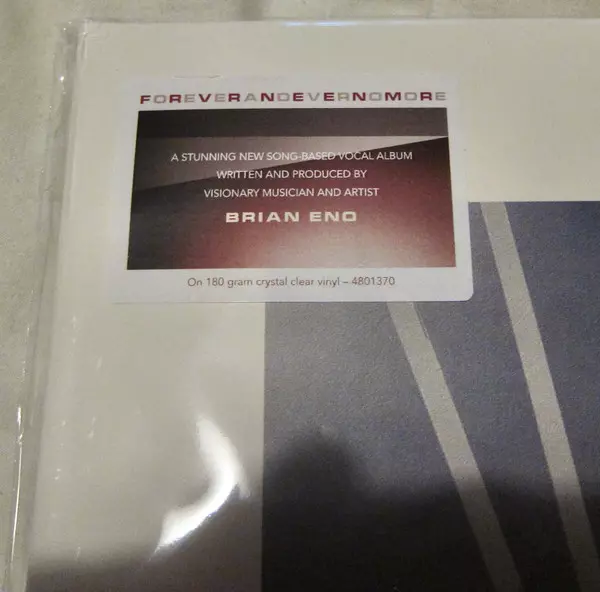 FOREVERANDEVERNOMORE
A STUNNING NEW SONG-BASED VOCAL ALBUM
WRITTEN AND PRODUCED BY
VISIONARY MUSICIAN AND ARTIST
BRIAN ENO
On 180 gram crystal clear vinyl – 4801370